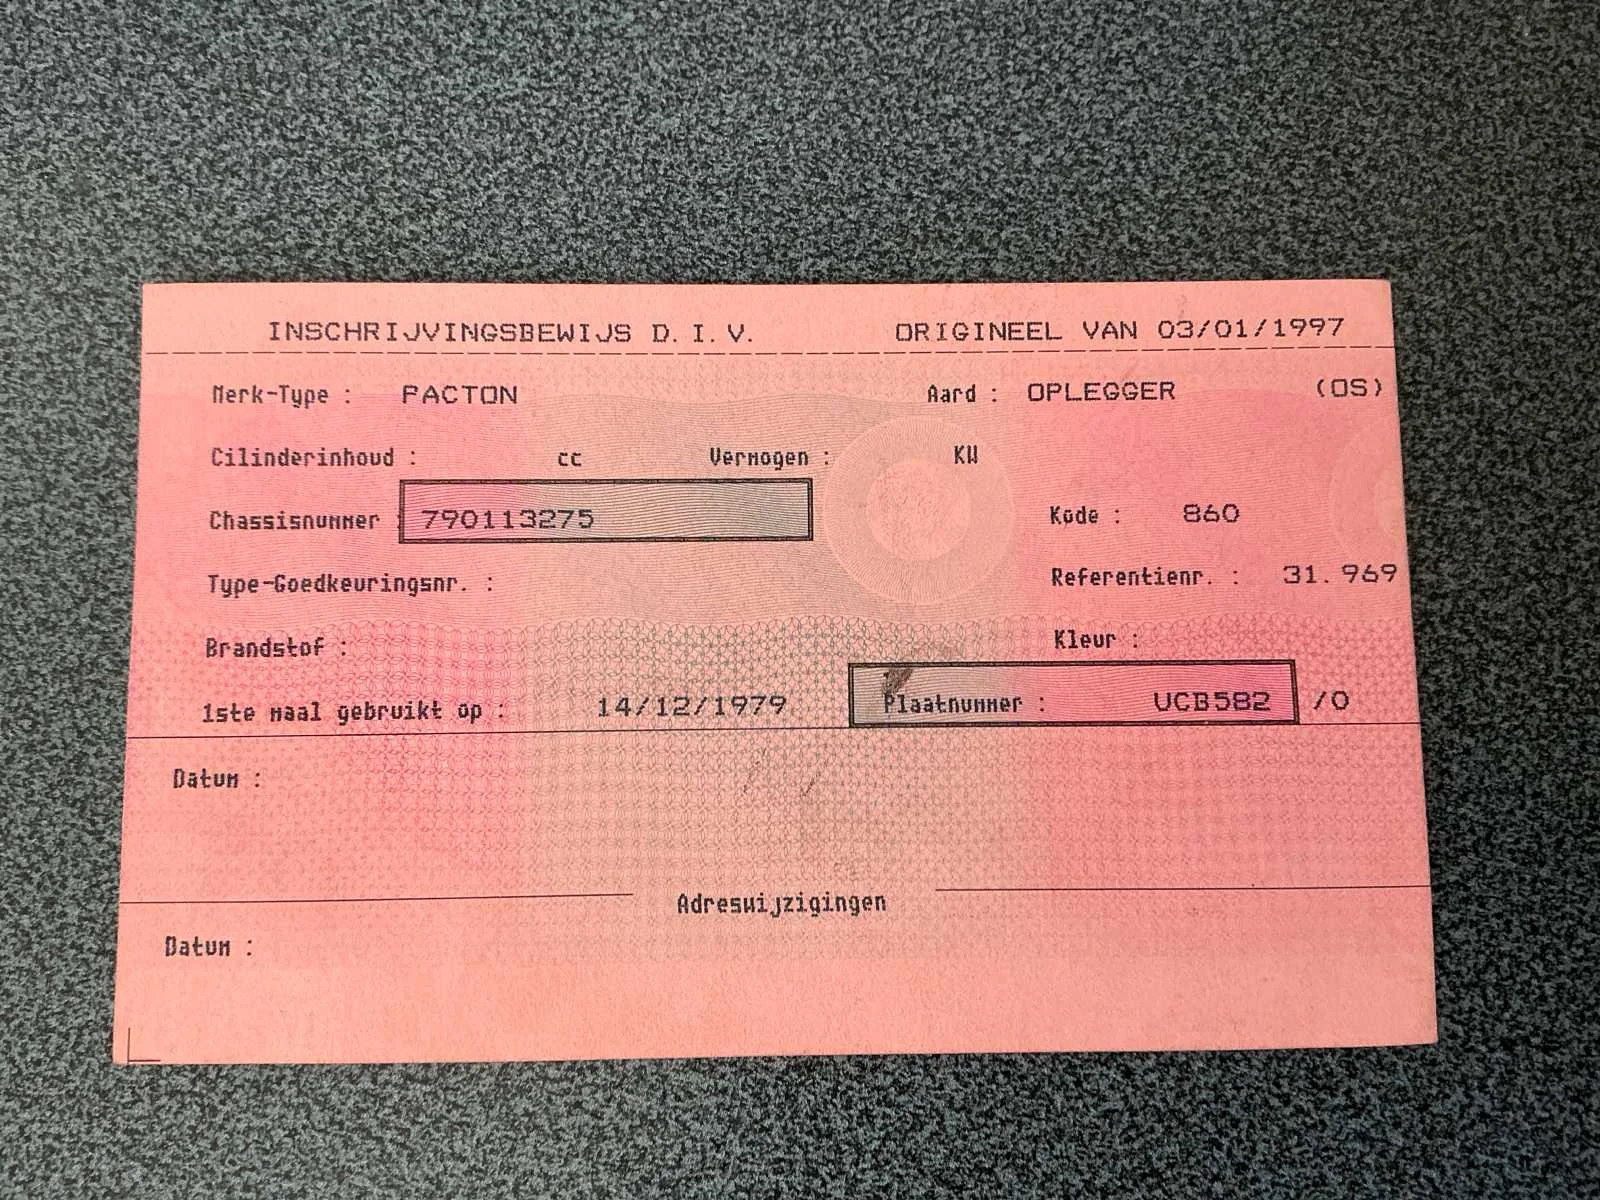 INSCHRIJVINGSBEWIJS D. I. V. ORIGINEEL VAN 03/01/1997
Merk-Type : PACTON Aard : OPLEGGER (OS)
Cilinderinhoud : cc Vermogen : KW
Chassisnummer 790113275 Kode : 860
Type-Goedkeuringsnr. : Referentienr. : 31.969
Brandstof : Kleur :
1ste maal gebruikt op : 14/12/1979 Plaatnummer : UCB582 /0
Datum :
Adreswijzigingen
Datum :